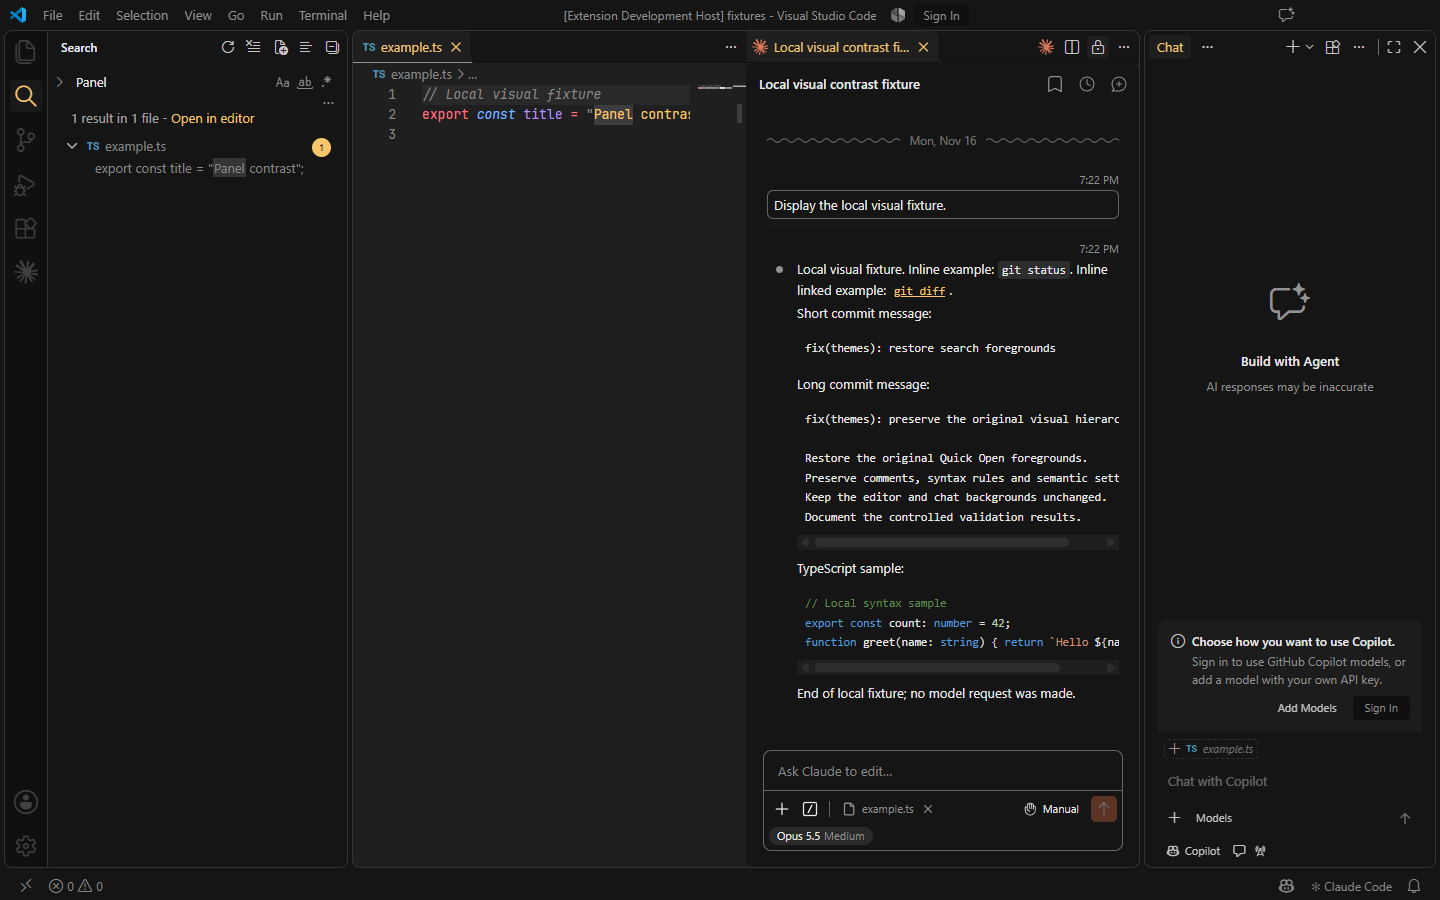 File Edit Selection View Go Run Terminal Help
[Extension Development Host] fixtures - Visual Studio Code
Sign In
Search
Panel
Aa ab .*
1 result in 1 file - Open in editor
TS example.ts
1
export const title = "Panel contrast";
TS example.ts
TS example.ts > ...
1 // Local visual fixture
2 export const title = "Panel contras
3
Local visual contrast fi...
Local visual contrast fixture
Mon, Nov 16
7:22 PM
Display the local visual fixture.
7:22 PM
Local visual fixture. Inline example: git status. Inline
linked example: git diff.
Short commit message:
fix(themes): restore search foregrounds
Long commit message:
fix(themes): preserve the original visual hierarc
Restore the original Quick Open foregrounds.
Preserve comments, syntax rules and semantic sett
Keep the editor and chat backgrounds unchanged.
Document the controlled validation results.
TypeScript sample:
// Local syntax sample
export const count: number = 42;
function greet(name: string) { return `Hello ${na
End of local fixture; no model request was made.
Ask Claude to edit...
example.ts
Manual
Opus 5.5 Medium
Chat
Build with Agent
AI responses may be inaccurate
Choose how you want to use Copilot.
Sign in to use GitHub Copilot models, or
add a model with your own API key.
Add Models Sign In
TS example.ts
Chat with Copilot
Models
Copilot
0 0
Claude Code